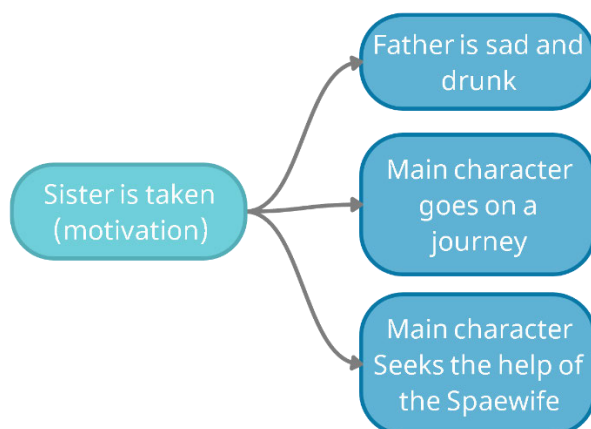 Father is sad and
drunk
Sister is taken
(motivation)
Main character
goes on a
journey
Main character
Seeks the help of
the Spaewife